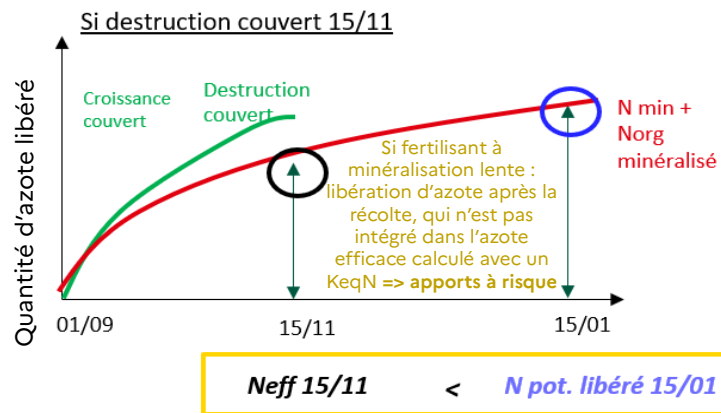 Si destruction couvert 15/11
Quantité d'azote libéré
Croissance
couvert
Destruction
couvert
Si fertilisant à
minéralisation lente :
libération d'azote après la
récolte, qui n'est pas
intégré dans l'azote
efficace calculé avec un
KeqN => apports à risque
N min +
Norg
minéralisé
01/09
15/11
15/01
Neff 15/11 < N pot. libéré 15/01